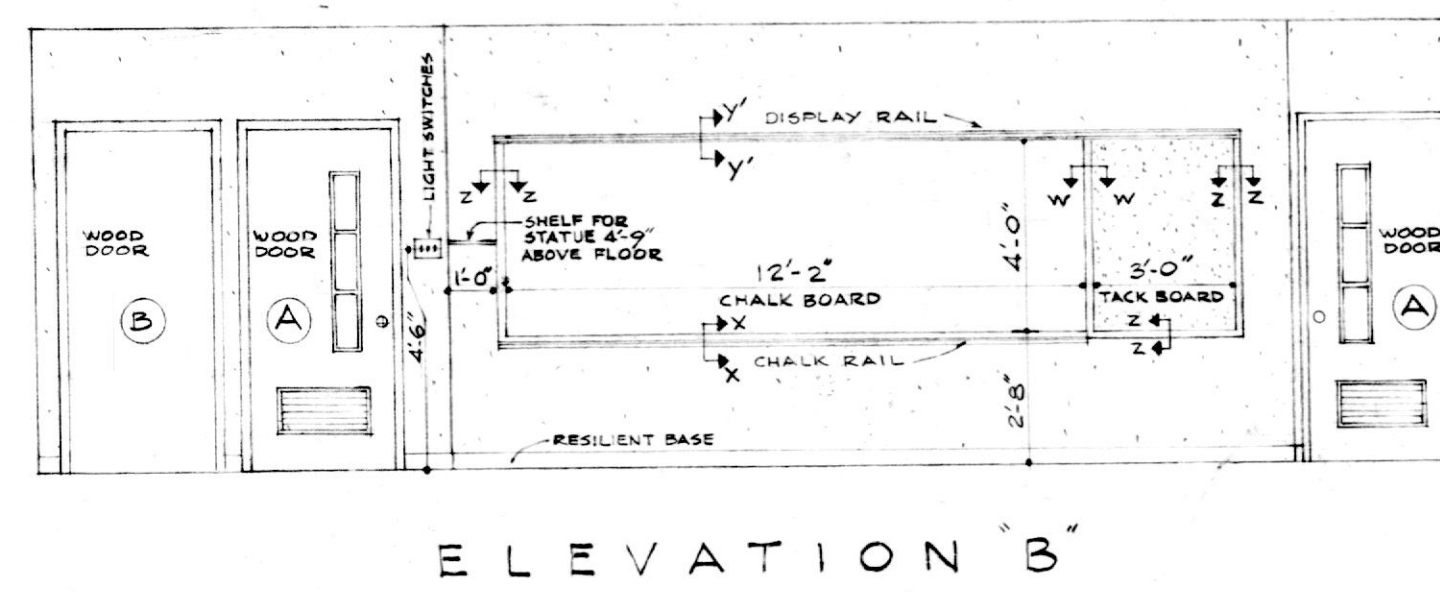 LIGHT SWITCHES
Y'
DISPLAY RAIL
Y'
Z Z
W W
Z Z
WOOD
DOOR
WOOD
DOOR
SHELF FOR
STATUE 4'-9"
ABOVE FLOOR
4'-0"
WOOD
DOOR
1'-0"
12'-2"
CHALK BOARD
3'-0"
TACK BOARD
B
A
4'-6"
X
X
CHALK RAIL
Z
Z
A
2'-8"
RESILIENT BASE
ELEVATION "B"